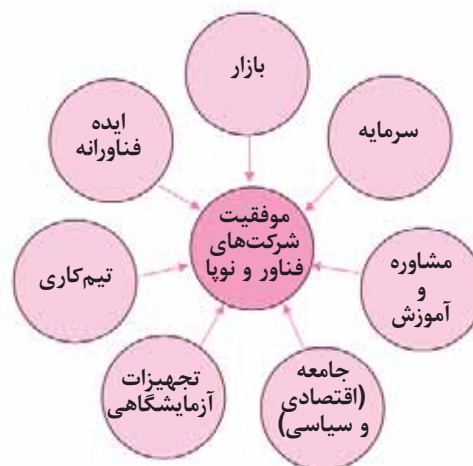 بازار
سرمایه
ایده
فناورانه
موفقیت
شرکت‌های
فناور و نوپا
مشاوره
و
آموزش
تیم‌کاری
جامعه
(اقتصادی
و سیاسی)
تجهیزات
آزمایشگاهی